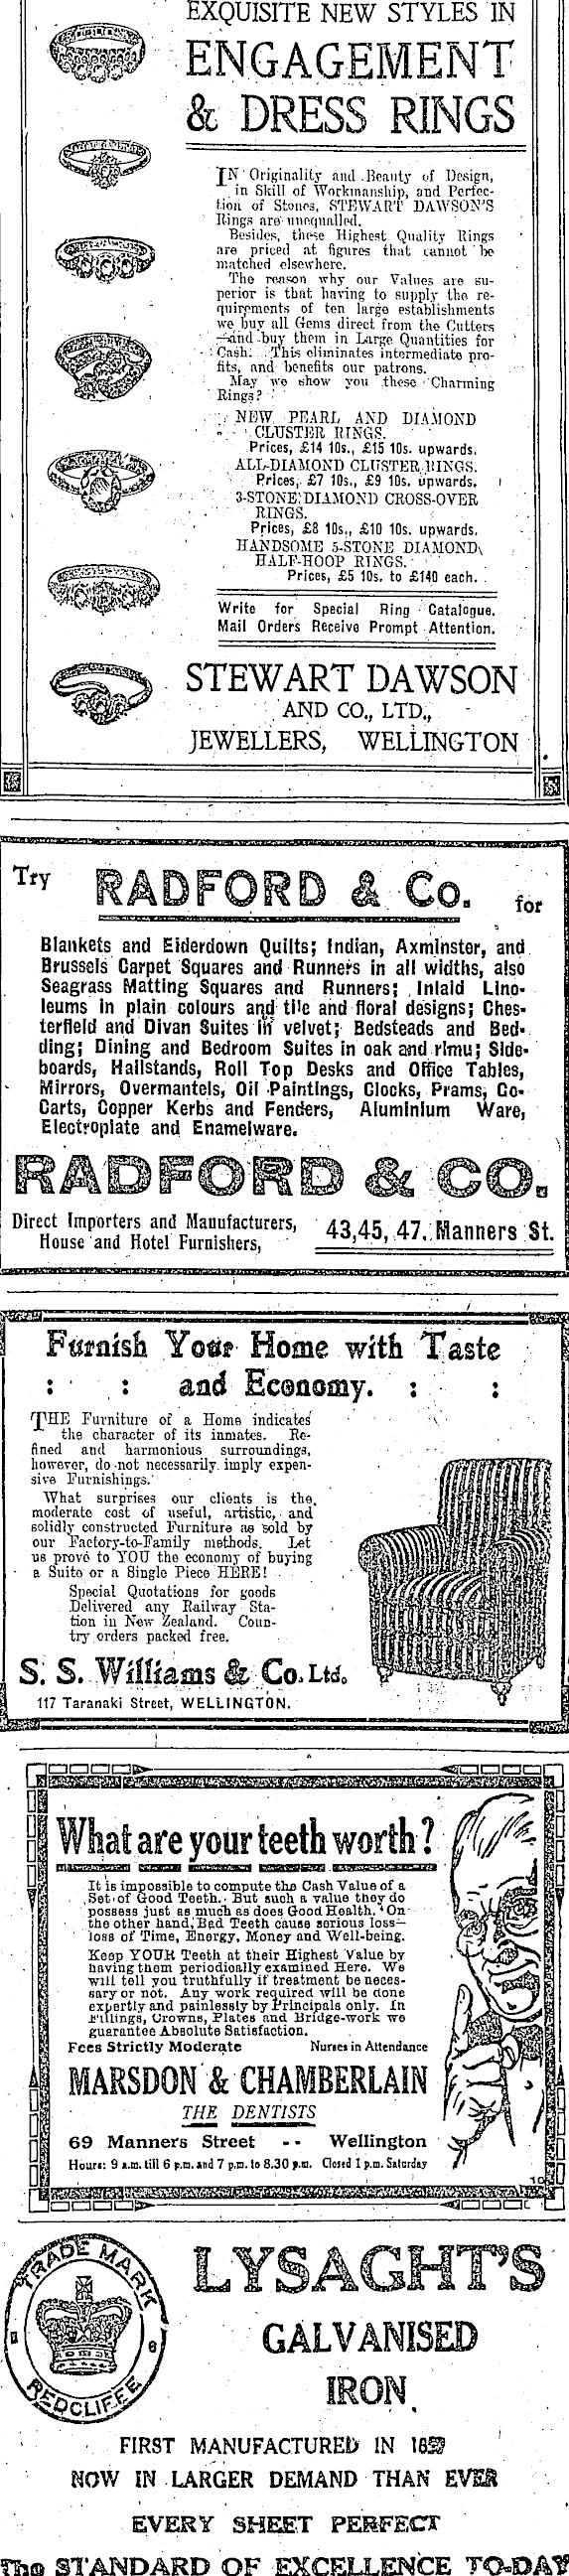 EXQUISITE NEW STYLES IN
ENGAGEMENT
& DRESS RINGS
IN Originality and Beauty of Design,
in Skill of Workmanship, and Perfec-
tion of Stones, STEWART DAWSON'S
Rings are unequalled.
Besides, these Highest Quality Rings
are priced at figures that cannot be
matched elsewhere.
The reason why our Values are su-
perior is that having to supply the re-
quirements of ten large establishments
we buy all Gems direct from the Cutters
—and buy them in Large Quantities for
Cash. This eliminates intermediate pro-
fits, and benefits our patrons.
May we show you these Charming
Rings?
NEW PEARL AND DIAMOND
CLUSTER RINGS.
Prices, £14 10s., £15 10s. upwards.
ALL-DIAMOND CLUSTER RINGS.
Prices, £7 10s., £9 10s. upwards.
3-STONE DIAMOND CROSS-OVER
RINGS.
Prices, £8 10s., £10 10s. upwards.
HANDSOME 5-STONE DIAMOND
HALF-HOOP RINGS.
Prices, £5 10s. to £140 each.
Write for Special Ring Catalogue.
Mail Orders Receive Prompt Attention.
STEWART DAWSON
AND CO., LTD.,
JEWELLERS, WELLINGTON
Try RADFORD & Co. for
Blankets and Eiderdown Quilts; Indian, Axminster, and
Brussels Carpet Squares and Runners in all widths, also
Seagrass Matting Squares and Runners; Inlaid Lino-
leums in plain colours and tile and floral designs; Ches-
terfield and Divan Suites in velvet; Bedsteads and Bed-
ding; Dining and Bedroom Suites in oak and rimu; Side-
boards, Hallstands, Roll Top Desks and Office Tables,
Mirrors, Overmantels, Oil Paintings, Clocks, Prams, Go-
Carts, Copper Kerbs and Fenders, Aluminium Ware,
Electroplate and Enamelware.
RADFORD & CO.
Direct Importers and Manufacturers,
House and Hotel Furnishers,
43, 45, 47, Manners St.
Furnish Your Home with Taste
: : and Economy. : :
THE Furniture of a Home indicates
the character of its inmates. Re-
fined and harmonious surroundings,
however, do not necessarily imply expen-
sive Furnishings.
What surprises our clients is the
moderate cost of useful, artistic, and
solidly constructed Furniture as sold by
our Factory-to-Family methods. Let
us prove to YOU the economy of buying
a Suite or a Single Piece HERE!
Special Quotations for goods
Delivered any Railway Sta-
tion in New Zealand. Coun-
try orders packed free.
S. S. Williams & Co. Ltd.
117 Taranaki Street, WELLINGTON.
What are your teeth worth?
It is impossible to compute the Cash Value of a
Set of Good Teeth. But such a value they do
possess just as much as does Good Health. On
the other hand, Bad Teeth cause serious loss—
loss of Time, Energy, Money and Well-being.
Keep YOUR Teeth at their Highest Value by
having them periodically examined Here. We
will tell you truthfully if treatment be neces-
sary or not. Any work required will be done
expertly and painlessly by Principals only. In
Fillings, Crowns, Plates and Bridge-work we
guarantee Absolute Satisfaction.
Fees Strictly Moderate Nurses in Attendance
MARSDON & CHAMBERLAIN
THE DENTISTS
69 Manners Street -- Wellington
Hours: 9 a.m. till 6 p.m. and 7 p.m. to 8.30 p.m. Closed 1 p.m. Saturday
10
TRADE MARK
REDCLIFFE
LYSAGHT'S
GALVANISED
IRON
FIRST MANUFACTURED IN
NOW IN LARGER DEMAND THAN EVER
EVERY SHEET PERFECT
The STANDARD OF EXCELLENCE TO-DAY